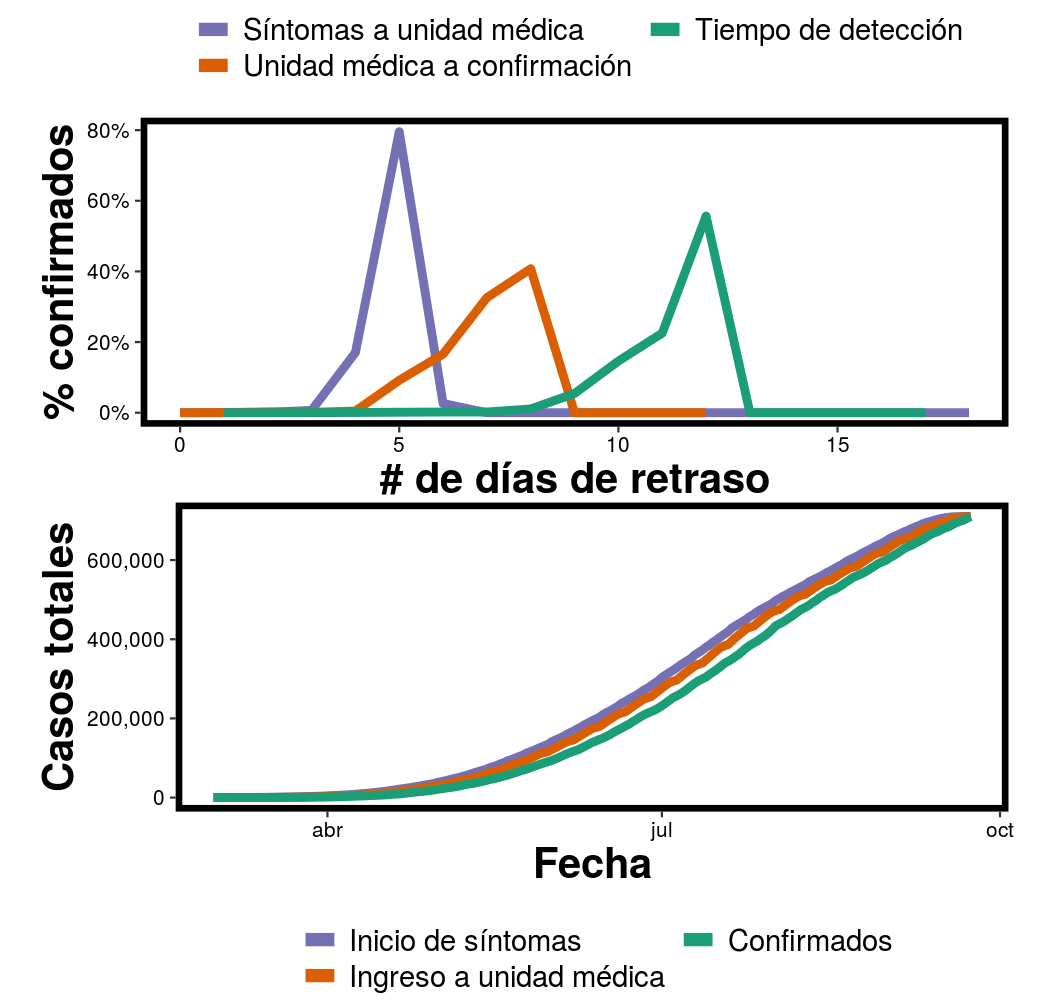 Síntomas a unidad médica
Tiempo de detección
Unidad médica a confirmación
% confirmados
80%
60%
40%
20%
0%
0
5
10
15
# de días de retraso
Casos totales
600,000
400,000
200,000
0
abr
jul
oct
Fecha
Inicio de síntomas
Confirmados
Ingreso a unidad médica